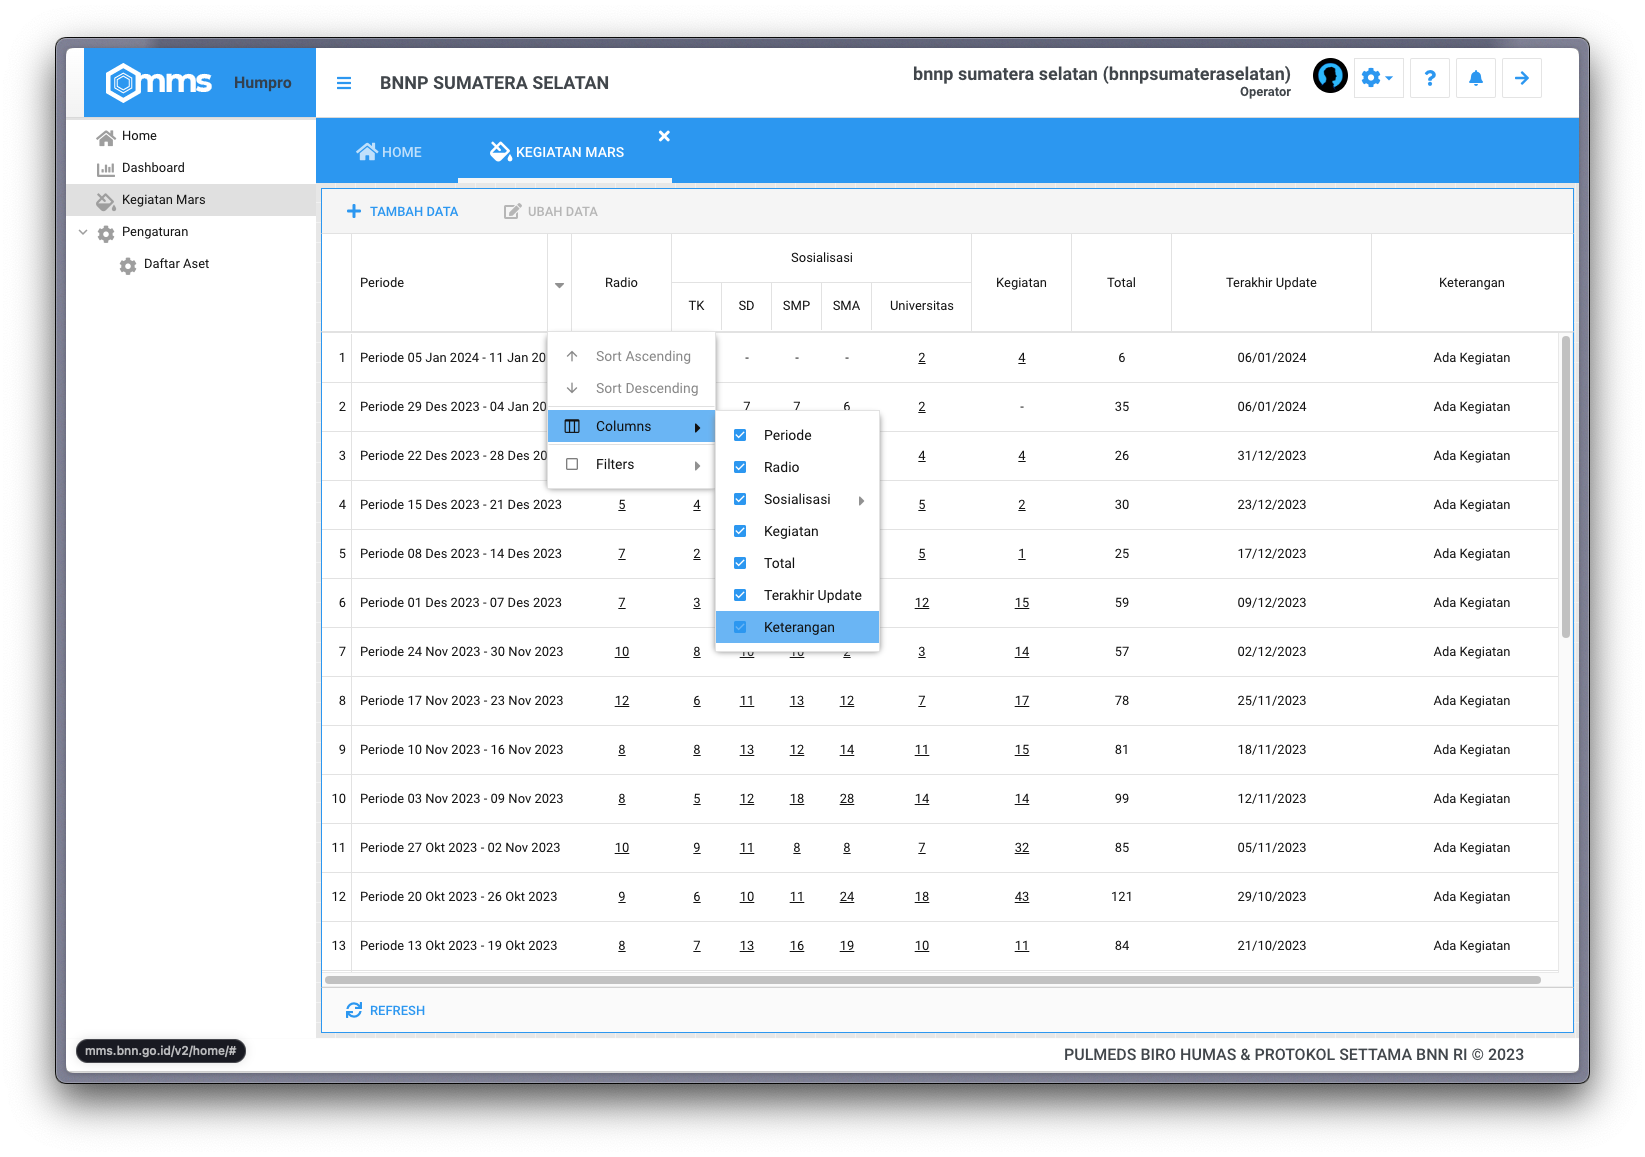 mms Humpro
BNNP SUMATERA SELATAN
bnnp sumatera selatan (bnnpsumateraselatan)
Operator
?
Home
Dashboard
Kegiatan Mars
Pengaturan
Daftar Aset
HOME
KEGIATAN MARS
TAMBAH DATA
UBAH DATA
Periode Radio Sosialisasi Kegiatan Total Terakhir Update Keterangan
TK SD SMP SMA Universitas
1 Periode 05 Jan 2024 - 11 Jan 20 - - - 2 4 6 06/01/2024 Ada Kegiatan
2 Periode 29 Des 2023 - 04 Jan 20 7 7 6 2 - 35 06/01/2024 Ada Kegiatan
3 Periode 22 Des 2023 - 28 Des 20 4 4 26 31/12/2023 Ada Kegiatan
4 Periode 15 Des 2023 - 21 Des 2023 5 4 5 2 30 23/12/2023 Ada Kegiatan
5 Periode 08 Des 2023 - 14 Des 2023 7 2 5 1 25 17/12/2023 Ada Kegiatan
6 Periode 01 Des 2023 - 07 Des 2023 7 3 12 15 59 09/12/2023 Ada Kegiatan
7 Periode 24 Nov 2023 - 30 Nov 2023 10 8 3 14 57 02/12/2023 Ada Kegiatan
8 Periode 17 Nov 2023 - 23 Nov 2023 12 6 11 13 12 7 17 78 25/11/2023 Ada Kegiatan
9 Periode 10 Nov 2023 - 16 Nov 2023 8 8 13 12 14 11 15 81 18/11/2023 Ada Kegiatan
10 Periode 03 Nov 2023 - 09 Nov 2023 8 5 12 18 28 14 14 99 12/11/2023 Ada Kegiatan
11 Periode 27 Okt 2023 - 02 Nov 2023 10 9 11 8 8 7 32 85 05/11/2023 Ada Kegiatan
12 Periode 20 Okt 2023 - 26 Okt 2023 9 6 10 11 24 18 43 121 29/10/2023 Ada Kegiatan
13 Periode 13 Okt 2023 - 19 Okt 2023 8 7 13 16 19 10 11 84 21/10/2023 Ada Kegiatan
Sort Ascending
Sort Descending
Columns
Filters
Periode
Radio
Sosialisasi
Kegiatan
Total
Terakhir Update
Keterangan
REFRESH
mms.bnn.go.id/v2/home/#
PULMEDS BIRO HUMAS & PROTOKOL SETTAMA BNN RI © 2023